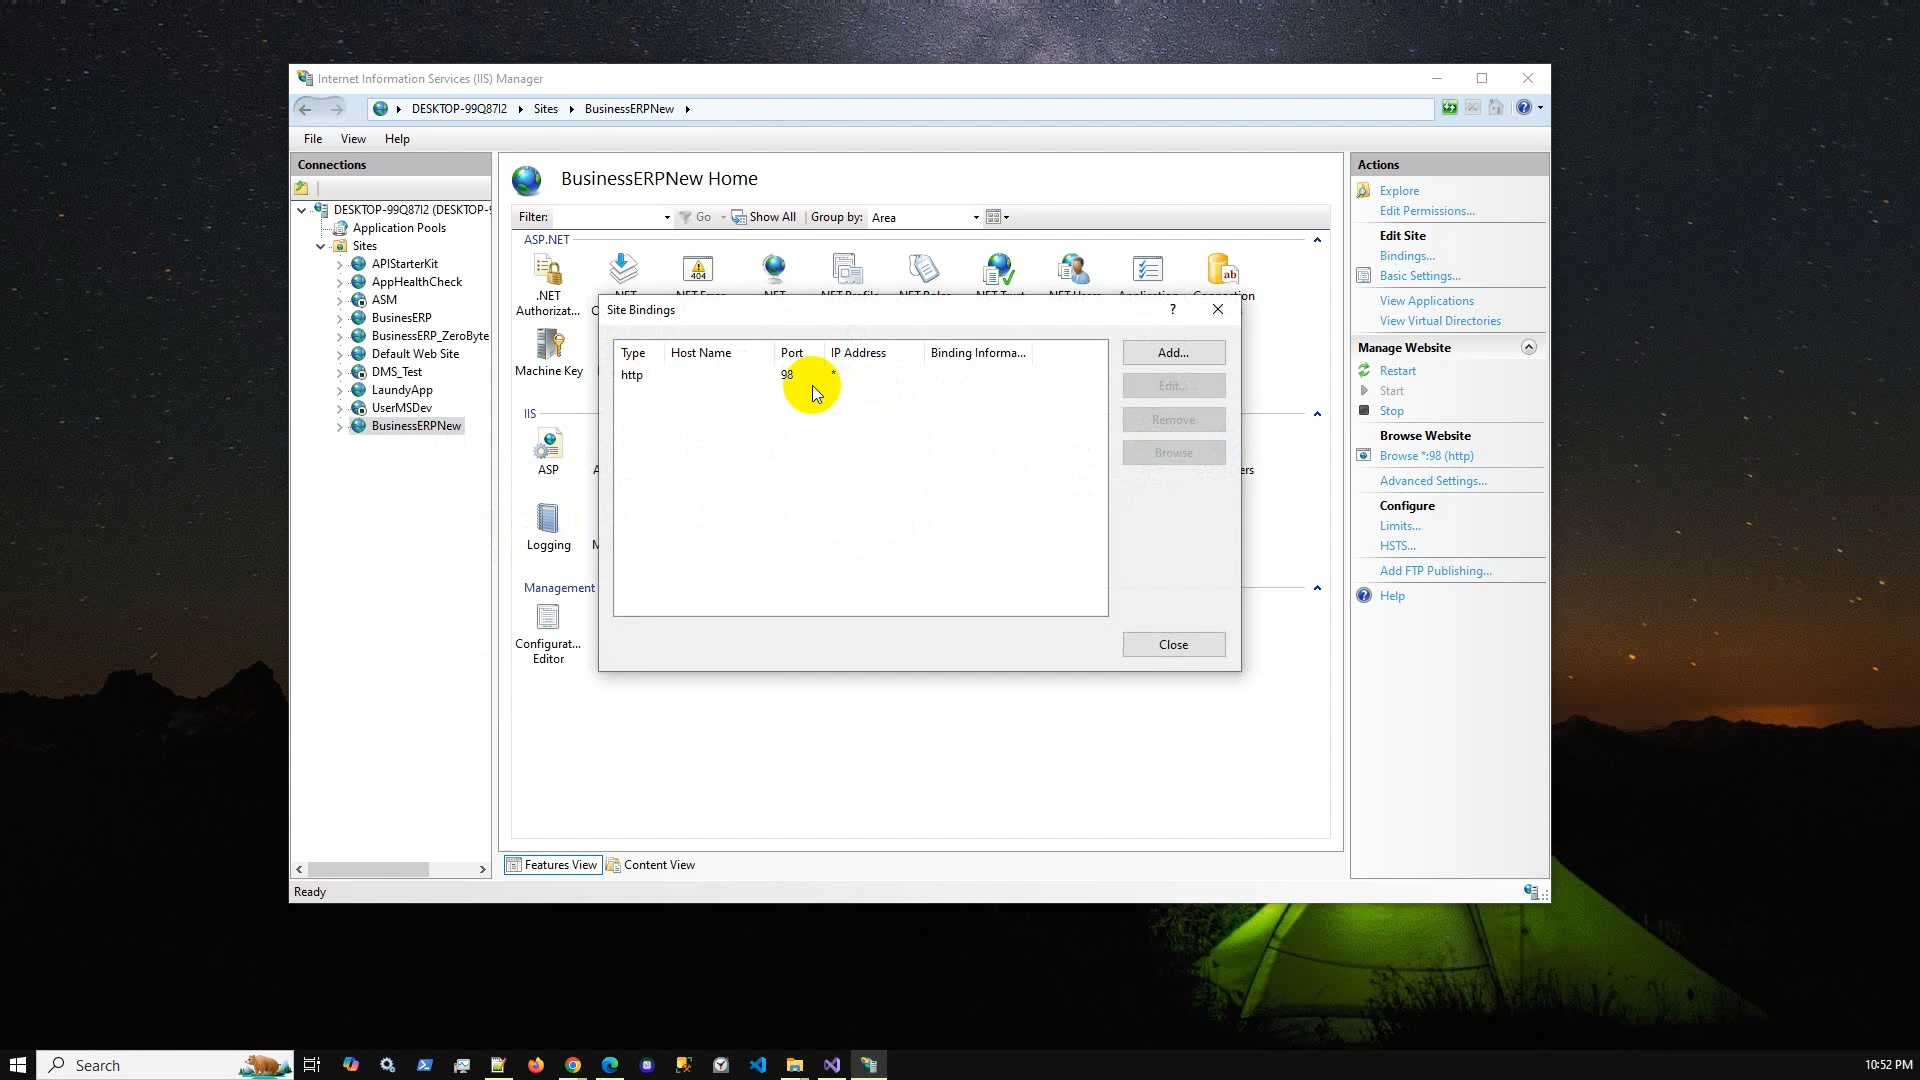 Internet Information Services (IIS) Manager
DESKTOP-99Q87I2 Sites BusinessERPNew
File View Help
Connections
DESKTOP-99Q87I2 (DESKTOP-9
Application Pools
Sites
APIStarterKit
AppHealthCheck
ASM
BusinesERP
BusinessERP_ZeroByte
Default Web Site
DMS_Test
LaundyApp
UserMSDev
BusinessERPNew
BusinessERPNew Home
Filter: Go Show All Group by: Area
ASP.NET
.NET
Authorizat...
Machine Key
IIS
404
ab
ASP
ers
Logging
Management
Configurat...
Editor
Site Bindings
?
Type Host Name Port IP Address Binding Informa...
http 98 *
Add...
Edit...
Remove
Browse
Close
Features View Content View
Ready
Actions
Explore
Edit Permissions...
Edit Site
Bindings...
Basic Settings...
View Applications
View Virtual Directories
Manage Website
Restart
Start
Stop
Browse Website
Browse *:98 (http)
Advanced Settings...
Configure
Limits...
HSTS...
Add FTP Publishing...
Help
Search
10:52 PM